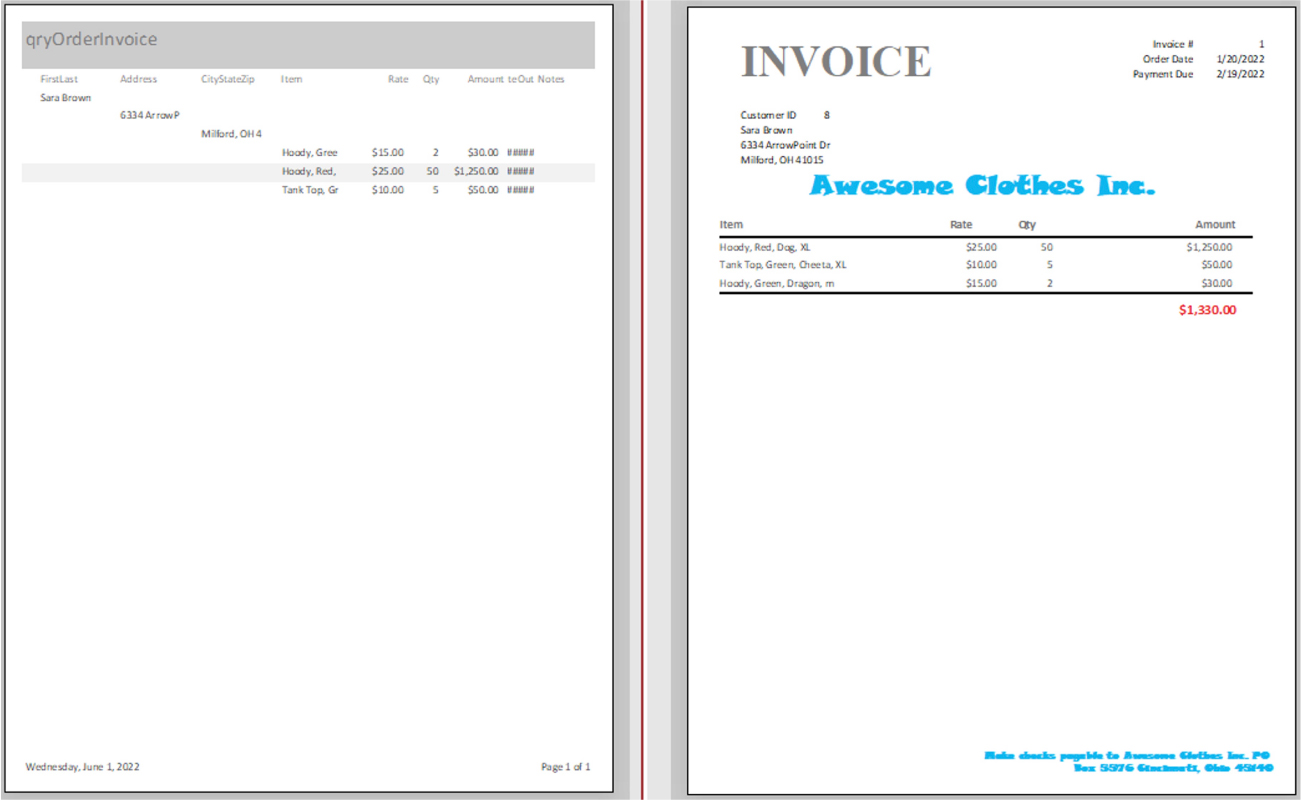 qryOrderInvoice
FirstLast Address CityStateZip Item Rate Qty Amount teOut Notes
Sara Brown
6334 ArrowP
Milford, OH 4
Hoody, Gree $15.00 2 $30.00 #####
Hoody, Red, $25.00 50 $1,250.00 #####
Tank Top, Gr $10.00 5 $50.00 #####
Wednesday, June 1, 2022 Page 1 of 1
INVOICE
Invoice # 1
Order Date 1/20/2022
Payment Due 2/19/2022
Customer ID 8
Sara Brown
6334 ArrowPoint Dr
Milford, OH 41015
Awesome Clothes Inc.
Item Rate Qty Amount
Hoody, Red, Dog, XL $25.00 50 $1,250.00
Tank Top, Green, Cheeta, XL $10.00 5 $50.00
Hoody, Green, Dragon, m $15.00 2 $30.00
$1,330.00
Make checks payable to Awesome Clothes Inc. PO
Box 5576 Cincinnati, Ohio 45140